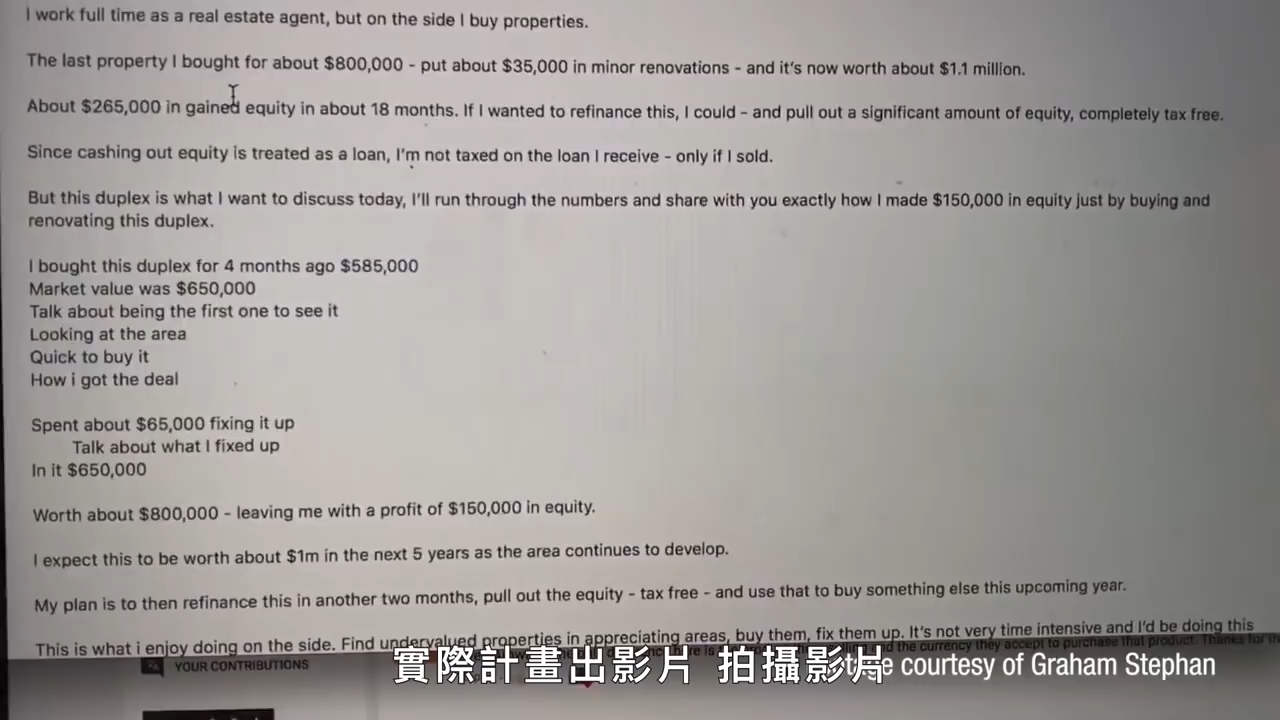 I work full time as a real estate agent, but on the side I buy properties.
The last property I bought for about $800,000 - put about $35,000 in minor renovations - and it's now worth about $1.1 million.
About $265,000 in gained equity in about 18 months. If I wanted to refinance this, I could - and pull out a significant amount of equity, completely tax free.
Since cashing out equity is treated as a loan, I'm not taxed on the loan I receive - only if I sold.
But this duplex is what I want to discuss today, I'll run through the numbers and share with you exactly how I made $150,000 in equity just by buying and
renovating this duplex.
I bought this duplex for 4 months ago $585,000
Market value was $650,000
Talk about being the first one to see it
Looking at the area
Quick to buy it
How i got the deal
Spent about $65,000 fixing it up
Talk about what I fixed up
In it $650,000
Worth about $800,000 - leaving me with a profit of $150,000 in equity.
I expect this to be worth about $1m in the next 5 years as the area continues to develop.
My plan is to then refinance this in another two months, pull out the equity - tax free - and use that to buy something else this upcoming year.
This is what i enjoy doing on the side. Find undervalued properties in appreciating areas, buy them, fix them up. It's not very time intensive and I'd be doing this
and the currency they accept to purchase that product. Thanks for
YOUR CONTRIBUTIONS
實際計畫出影片 拍攝影片
courtesy of Graham Stephan